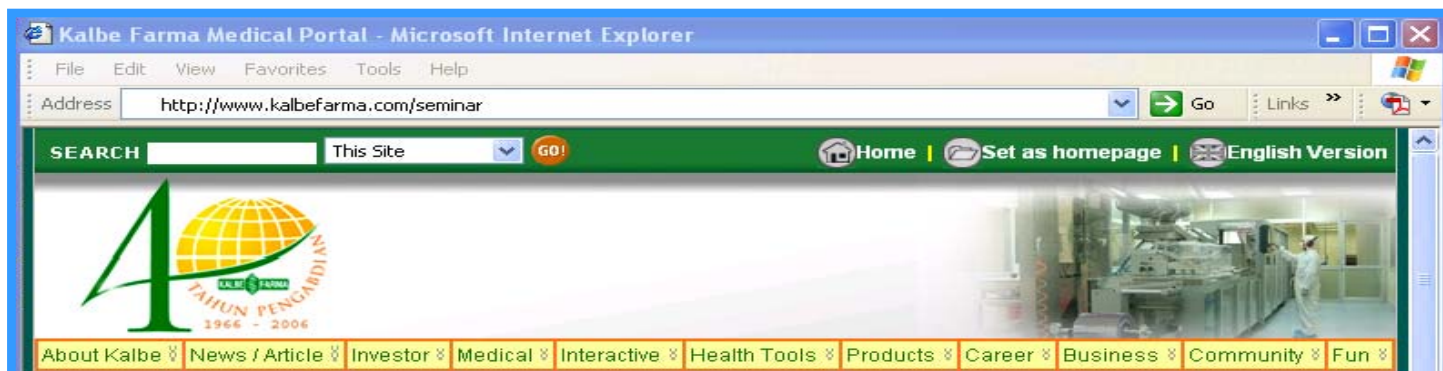 Kalbe Farma Medical Portal - Microsoft Internet Explorer
File Edit View Favorites Tools Help
Address http://www.kalbefarma.com/seminar Go Links »
SEARCH This Site GO! Home | Set as homepage | English Version
40
KALBE FARMA
TAHUN PENGABDIAN
1966 - 2006
About Kalbe News / Article Investor Medical Interactive Health Tools Products Career Business Community Fun